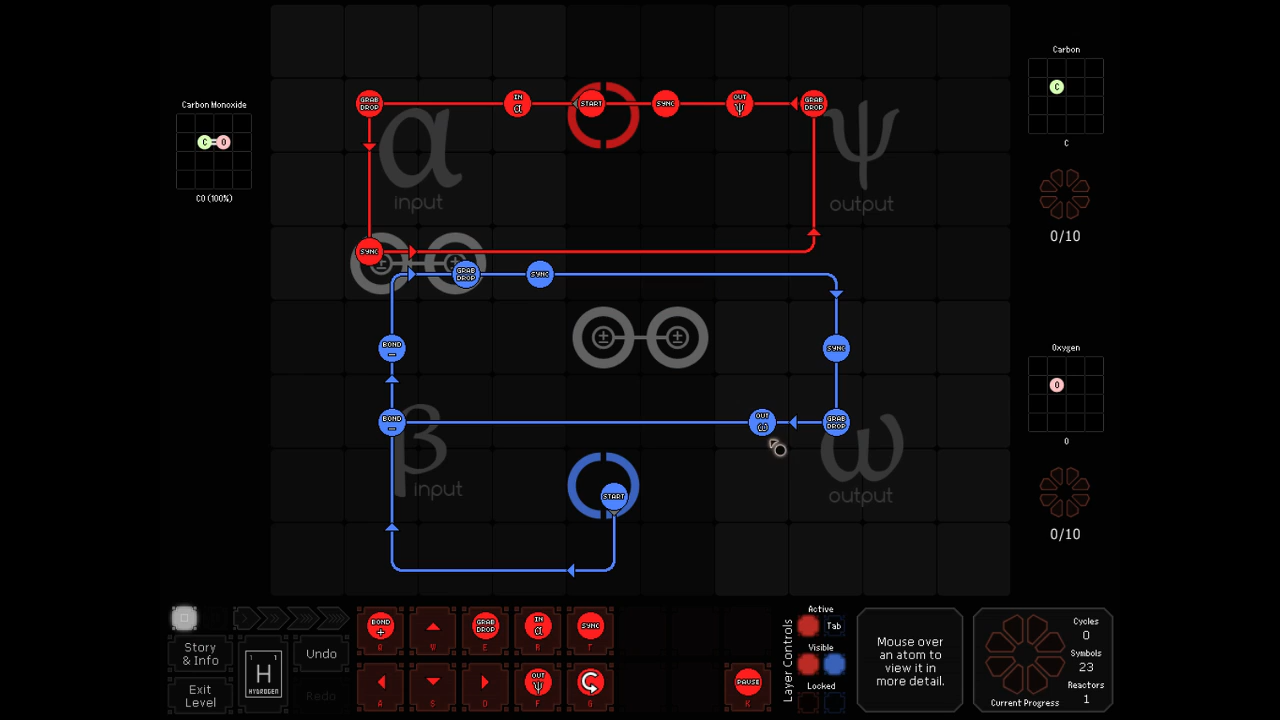 Carbon Monoxide
C
O
CO (100%)
GRAB
DROP
IN
α
START
SYNC
OUT
ψ
GRAB
DROP
α
input
ψ
output
SYNC
GRAB
DROP
SYNC
BOND
–
SYNC
BOND
–
OUT
ω
GRAB
DROP
β
input
START
ω
output
Carbon
C
C
0/10
Oxygen
O
O
0/10
Story
& Info
Exit
Level
1 1
H
HYDROGEN
Undo
Redo
BOND
+
Q
W
GRAB
DROP
E
IN
α
R
SYNC
T
A
S
D
OUT
ψ
F
G
PAUSE
K
Layer Controls
Active
Tab
Visible
Locked
Mouse over
an atom to
view it in
more detail.
Cycles
0
Symbols
23
Reactors
1
Current Progress